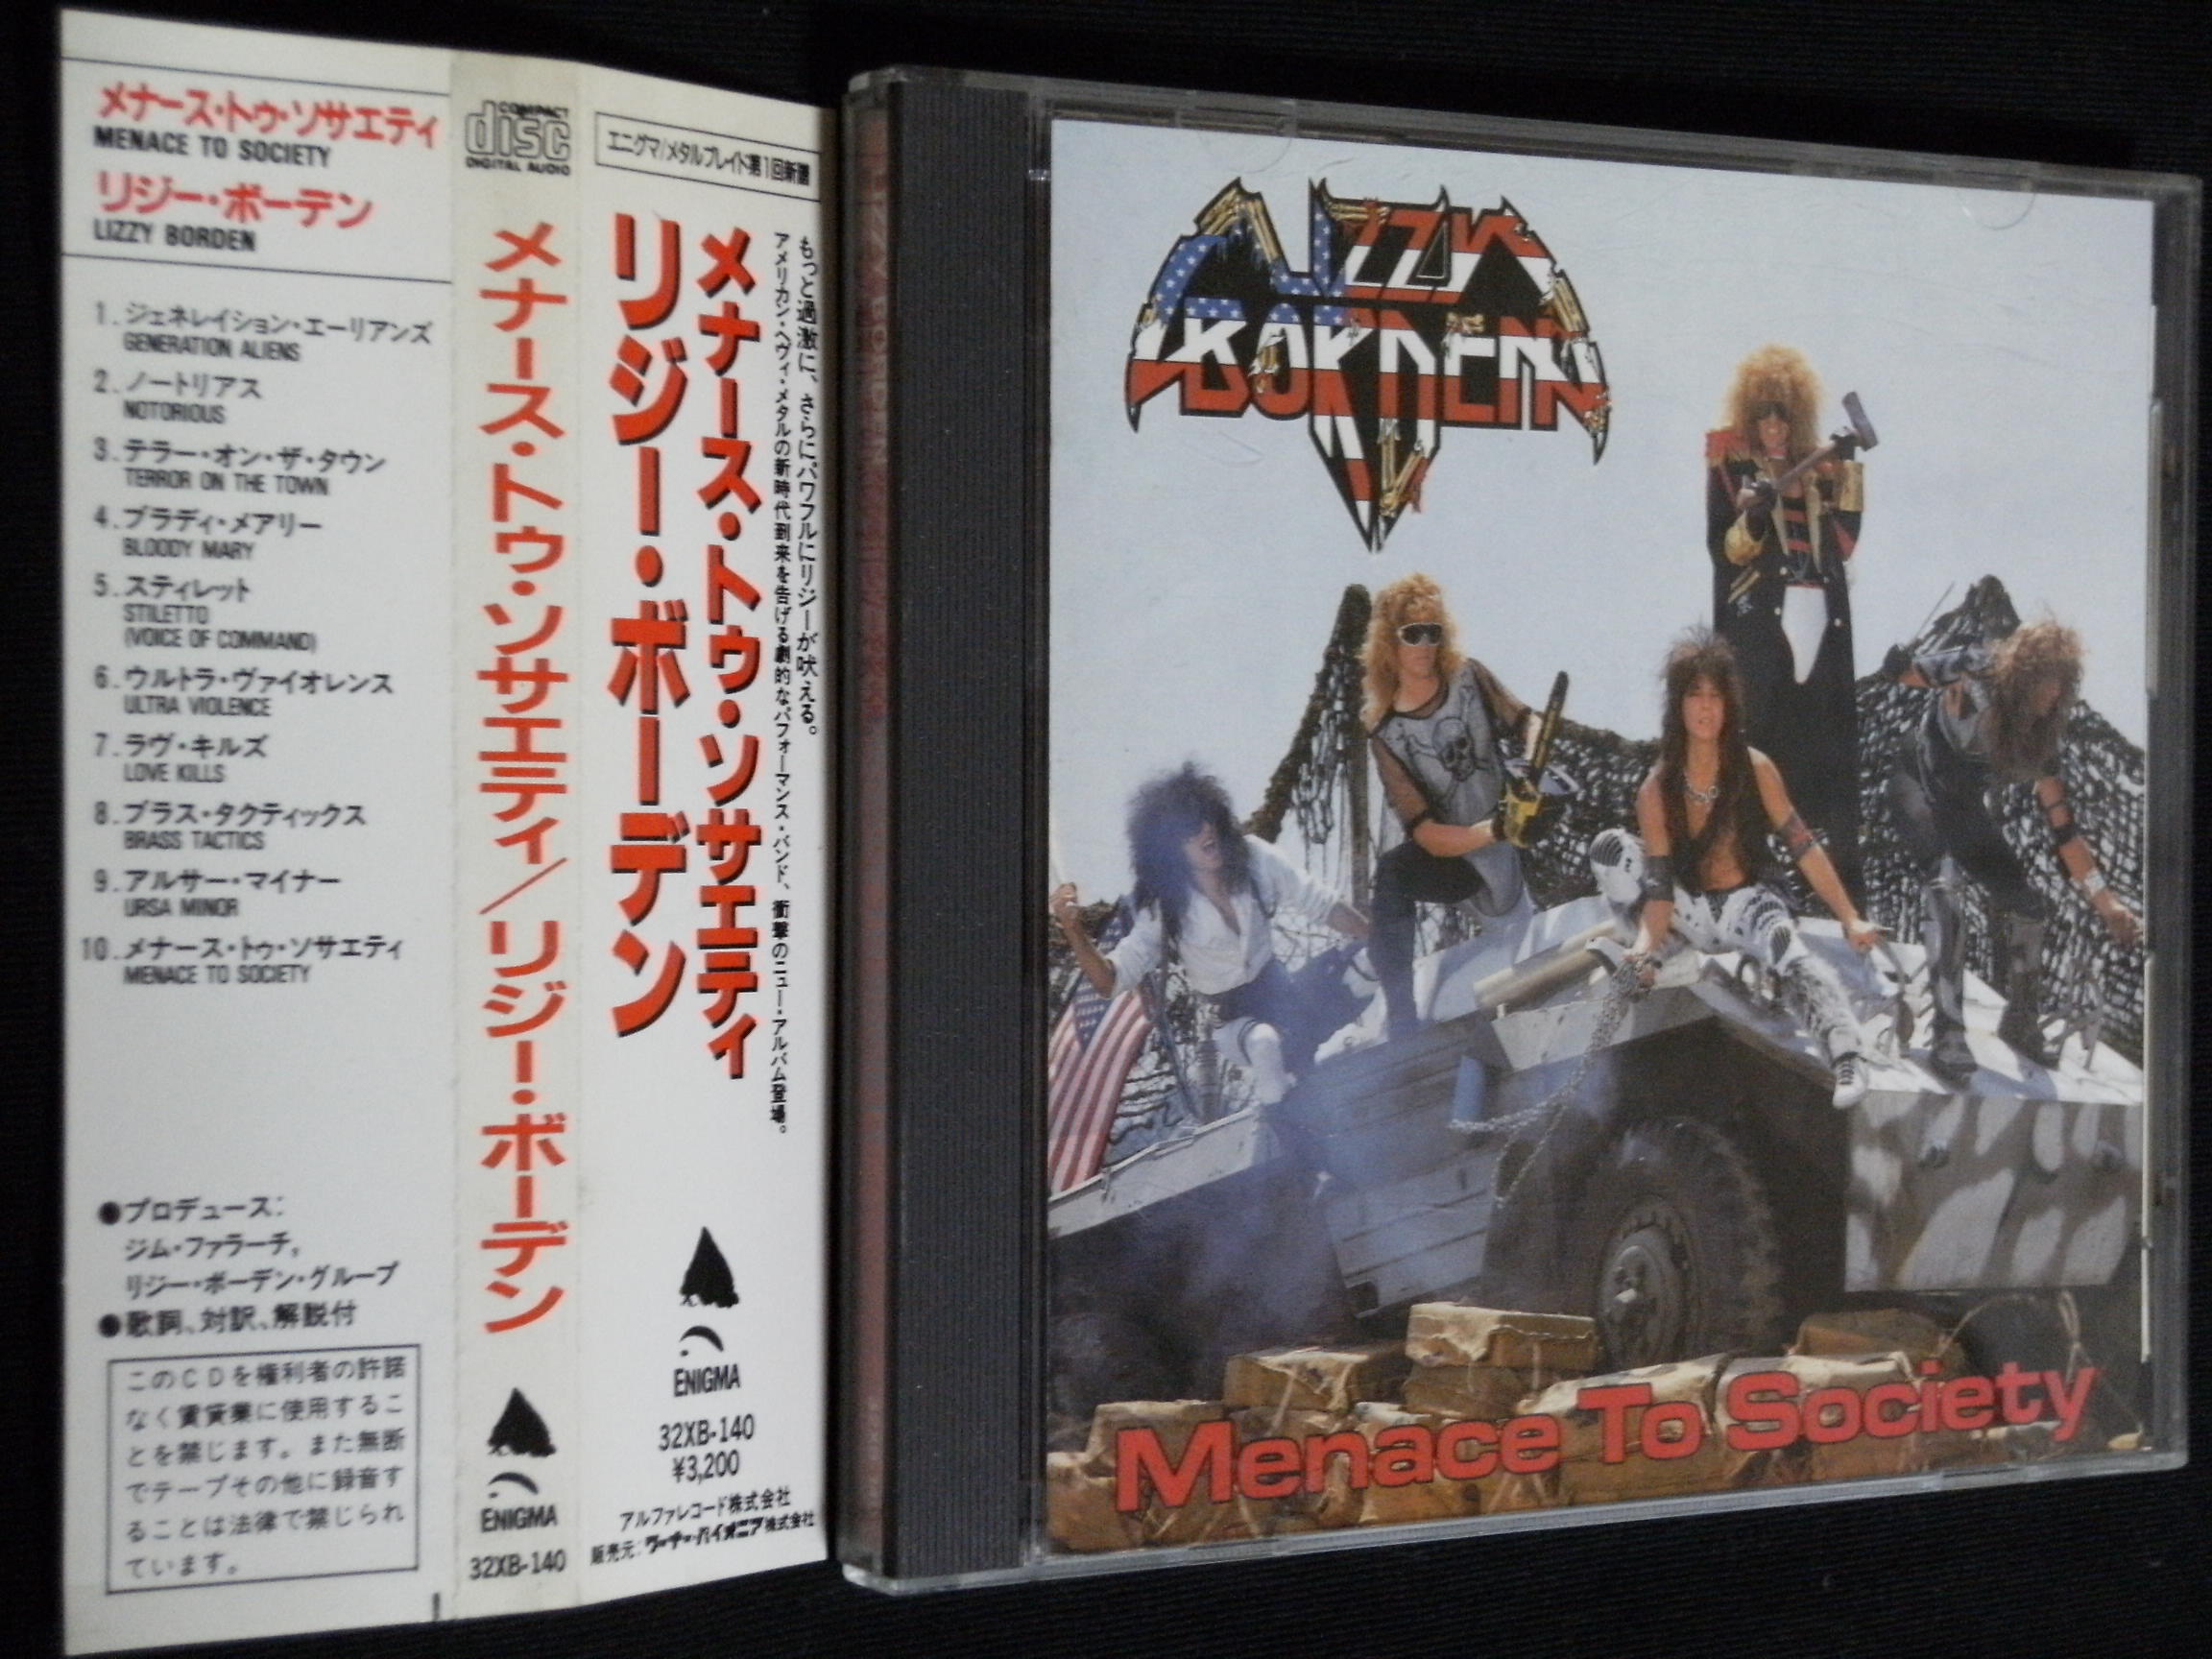 メナース・トゥ・ソサエティ
MENACE TO SOCIETY
リジー・ボーデン
LIZZY BORDEN
1. ジェネレイション・エーリアンズ
GENERATION ALIENS
2. ノートリアス
NOTORIOUS
3. テラー・オン・ザ・タウン
TERROR ON THE TOWN
4. ブラディ・メアリー
BLOODY MARY
5. スティレット
STILETTO
(VOICE OF COMMAND)
6. ウルトラ・ヴァイオレンス
ULTRA VIOLENCE
7. ラヴ・キルズ
LOVE KILLS
8. ブラス・タクティックス
BRASS TACTICS
9. アルサー・マイナー
URSA MINOR
10. メナース・トゥ・ソサエティ
MENACE TO SOCIETY
●プロデュース:
ジム・ファラーチ,
リジー・ボーデン・グループ
●歌詞、対訳、解説付
このCDを権利者の許諾
なく賃貸業に使用するこ
とを禁じます。また無断
でテープその他に録音す
ることは法律で禁じられ
ています。
COMPACT
disc
DIGITAL AUDIO
メナース・トゥ・ソサエティ/リジー・ボーデン
ENIGMA
32XB-140
エニグマ/メタルブレイド第1回新譜
もっと過激に、さらにパワフルにリジーが吠える。
アメリカン・ヘヴィ・メタルの新時代到来を告げる劇的なパフォーマンス・バンド、衝撃のニュー・アルバム登場。
メナース・トゥ・ソサエティ
リジー・ボーデン
ENIGMA
32XB-140
¥3,200
アルファレコード株式会社
販売元:ワーナー・パイオニア株式会社
LIZZY
BORDEN
Menace To Society